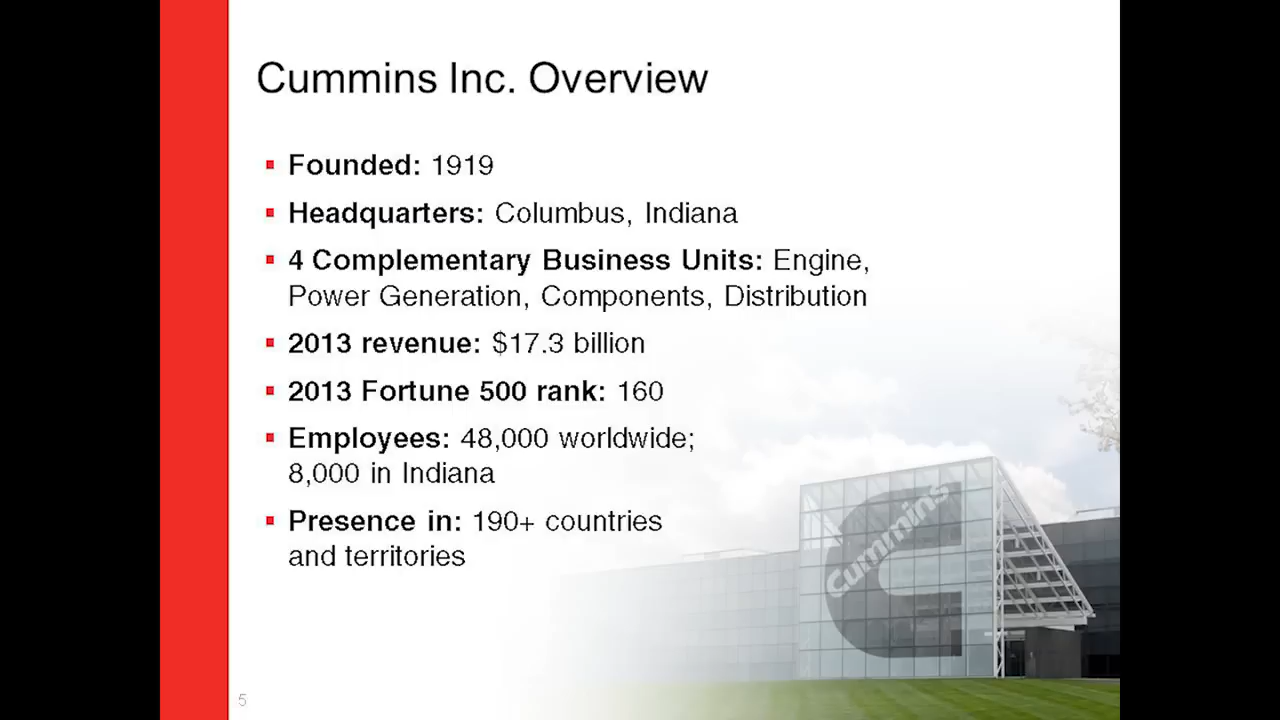 Cummins Inc. Overview
Founded: 1919
Headquarters: Columbus, Indiana
4 Complementary Business Units: Engine,
Power Generation, Components, Distribution
2013 revenue: $17.3 billion
2013 Fortune 500 rank: 160
Employees: 48,000 worldwide;
8,000 in Indiana
Presence in: 190+ countries
and territories
Cummins
5